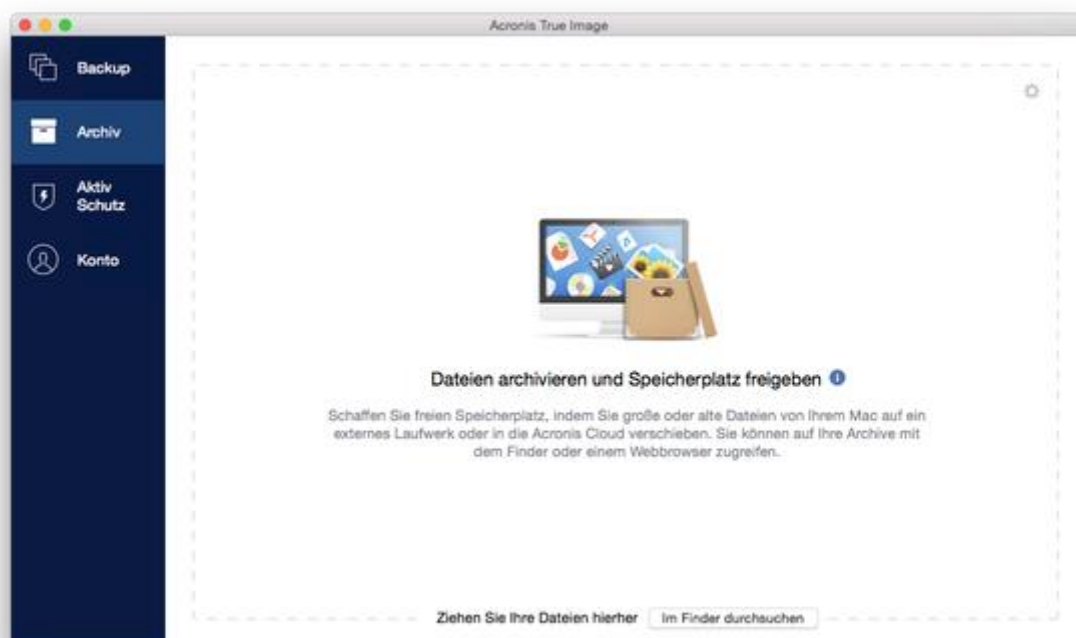 Acronis True Image
Backup
Archiv
Aktiv
Schutz
Konto
Dateien archivieren und Speicherplatz freigeben
Schaffen Sie freien Speicherplatz, indem Sie große oder alte Dateien von Ihrem Mac auf ein
externes Laufwerk oder in die Acronis Cloud verschieben. Sie können auf Ihre Archive mit
dem Finder oder einem Webbrowser zugreifen.
Ziehen Sie Ihre Dateien hierher Im Finder durchsuchen